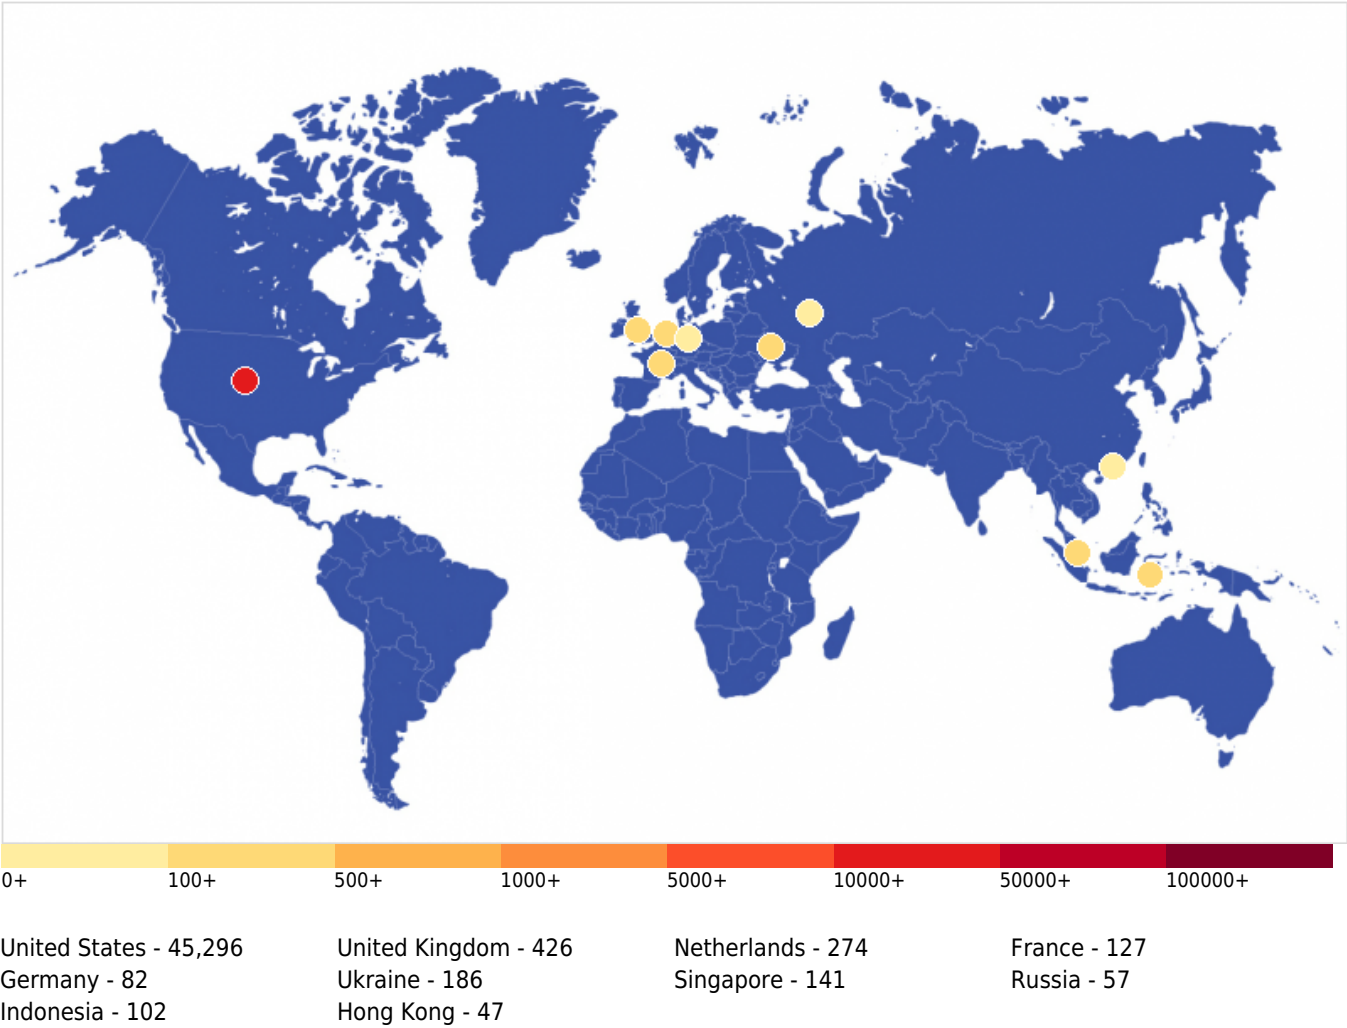 0+ 100+ 500+ 1000+ 5000+ 10000+ 50000+ 100000+
United States - 45,296 United Kingdom - 426 Netherlands - 274 France - 127
Germany - 82 Ukraine - 186 Singapore - 141 Russia - 57
Indonesia - 102 Hong Kong - 47